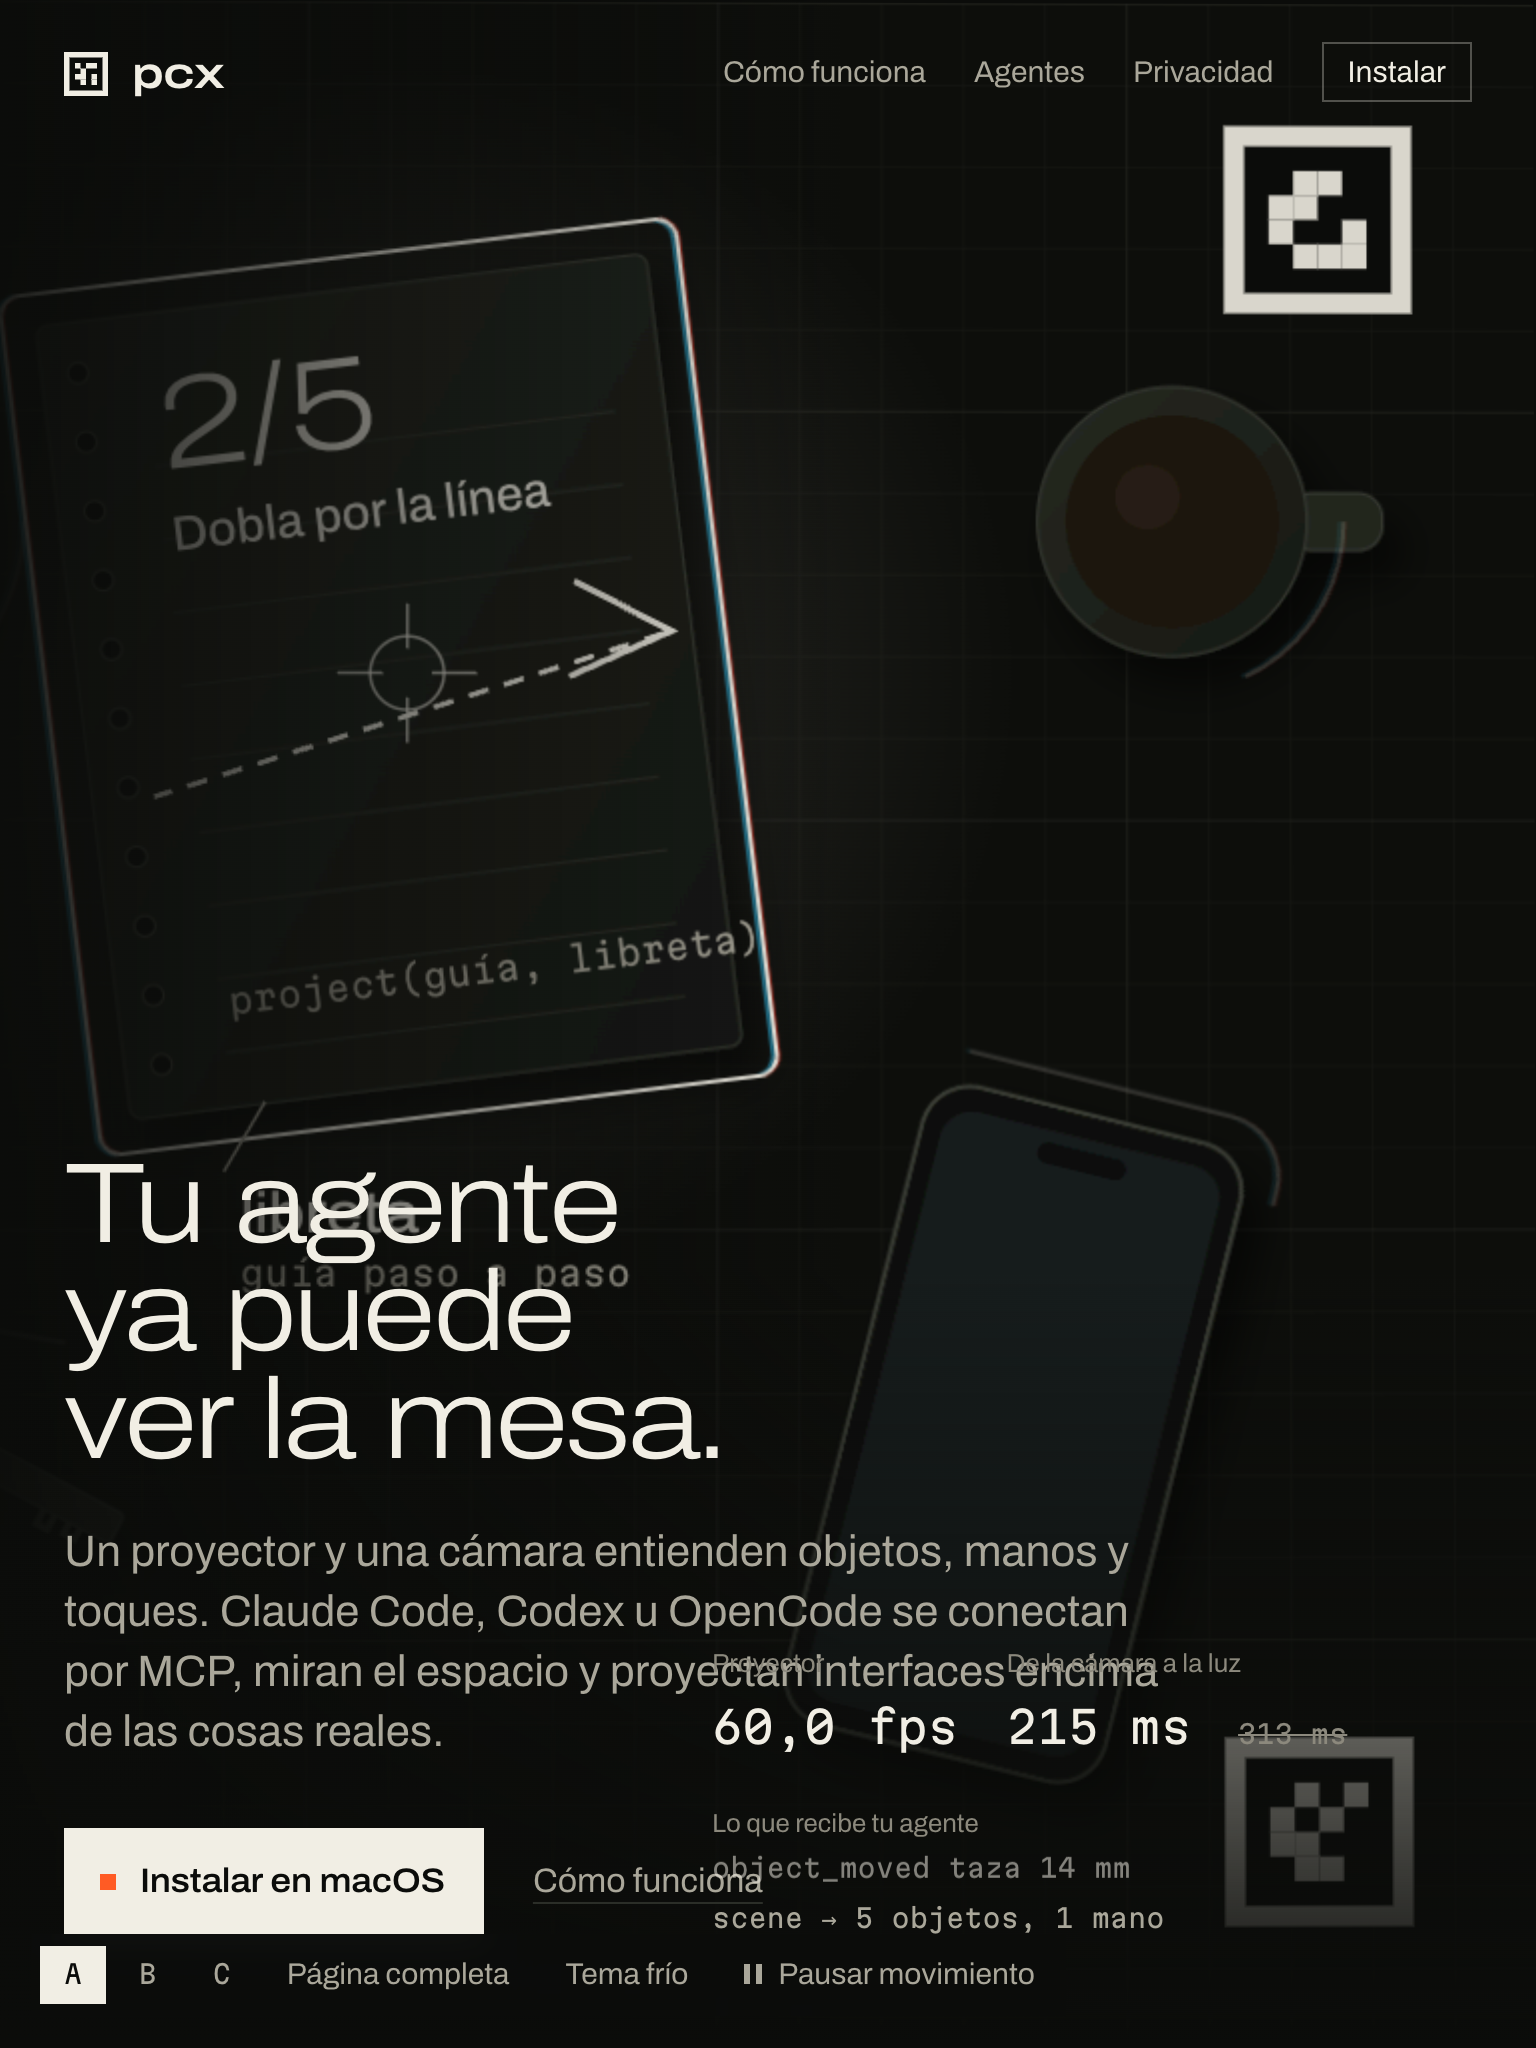 pcx
Cómo funciona
Agentes
Privacidad
Instalar
2/5
Dobla por la línea
project(guía, libreta)
Tu agente
libreta
guía paso a paso
ya puede
ver la mesa.
Un proyector y una cámara entienden objetos, manos y
toques. Claude Code, Codex u OpenCode se conectan
por MCP, miran el espacio y proyectan interfaces encima
de las cosas reales.
Proyector
60,0 fps
De la cámara a la luz
215 ms
313 ms
Lo que recibe tu agente
object_moved taza 14 mm
scene → 5 objetos, 1 mano
Instalar en macOS
Cómo funciona
A
B
C
Página completa
Tema frío
Pausar movimiento